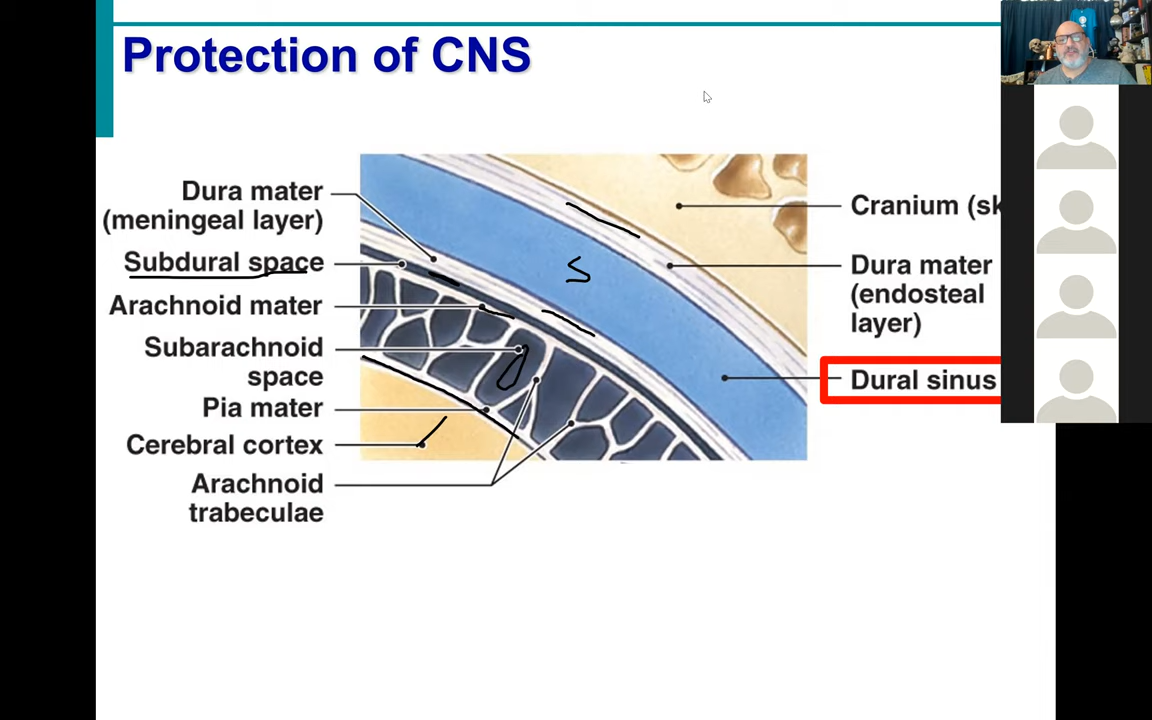 Protection of CNS
Dura mater
(meningeal layer)
Subdural space
Arachnoid mater
Subarachnoid
space
Pia mater
Cerebral cortex
Arachnoid
trabeculae
S
Cranium (sk
Dura mater
(endosteal
layer)
Dural sinus